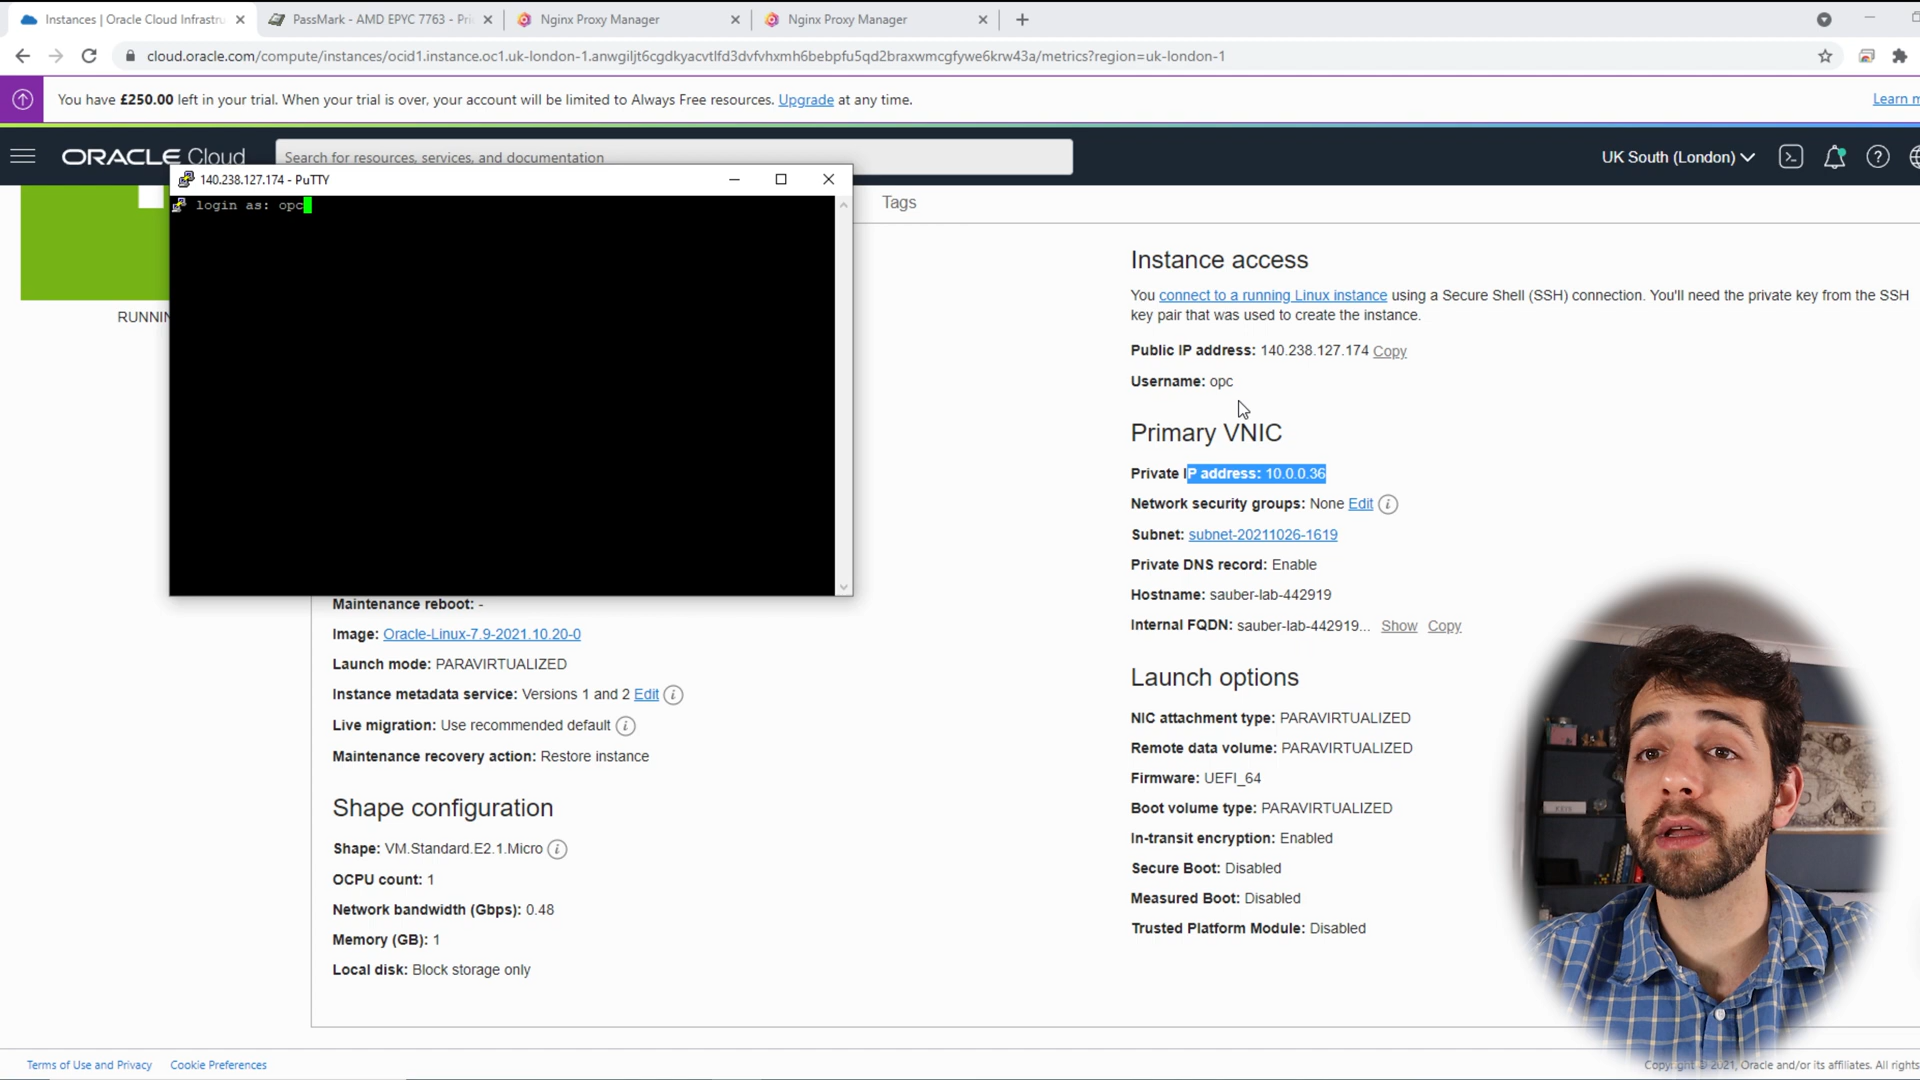 Instances | Oracle Cloud Infrastru
PassMark - AMD EPYC 7763 - Pri
Nginx Proxy Manager
Nginx Proxy Manager
cloud.oracle.com/compute/instances/ocid1.instance.oc1.uk-london-1.anwgiljt6cgdkyacvtlfd3dvfvhxmh6bebpfu5qd2braxwmcgfywe6krw43a/metrics?region=uk-london-1
You have £250.00 left in your trial. When your trial is over, your account will be limited to Always Free resources. Upgrade at any time.
Learn m
ORACLE Cloud
Search for resources, services, and documentation
UK South (London)
140.238.127.174 - PuTTY
login as: opc
Tags
RUNNIN
Instance access
You connect to a running Linux instance using a Secure Shell (SSH) connection. You'll need the private key from the SSH
key pair that was used to create the instance.
Public IP address: 140.238.127.174 Copy
Username: opc
Primary VNIC
Private IP address: 10.0.0.36
Network security groups: None Edit
Subnet: subnet-20211026-1619
Private DNS record: Enable
Hostname: sauber-lab-442919
Internal FQDN: sauber-lab-442919... Show Copy
Launch options
NIC attachment type: PARAVIRTUALIZED
Remote data volume: PARAVIRTUALIZED
Firmware: UEFI_64
Boot volume type: PARAVIRTUALIZED
In-transit encryption: Enabled
Secure Boot: Disabled
Measured Boot: Disabled
Trusted Platform Module: Disabled
Maintenance reboot: -
Image: Oracle-Linux-7.9-2021.10.20-0
Launch mode: PARAVIRTUALIZED
Instance metadata service: Versions 1 and 2 Edit
Live migration: Use recommended default
Maintenance recovery action: Restore instance
Shape configuration
Shape: VM.Standard.E2.1.Micro
OCPU count: 1
Network bandwidth (Gbps): 0.48
Memory (GB): 1
Local disk: Block storage only
Terms of Use and Privacy
Cookie Preferences
Copyright © 2021, Oracle and/or its affiliates. All rights